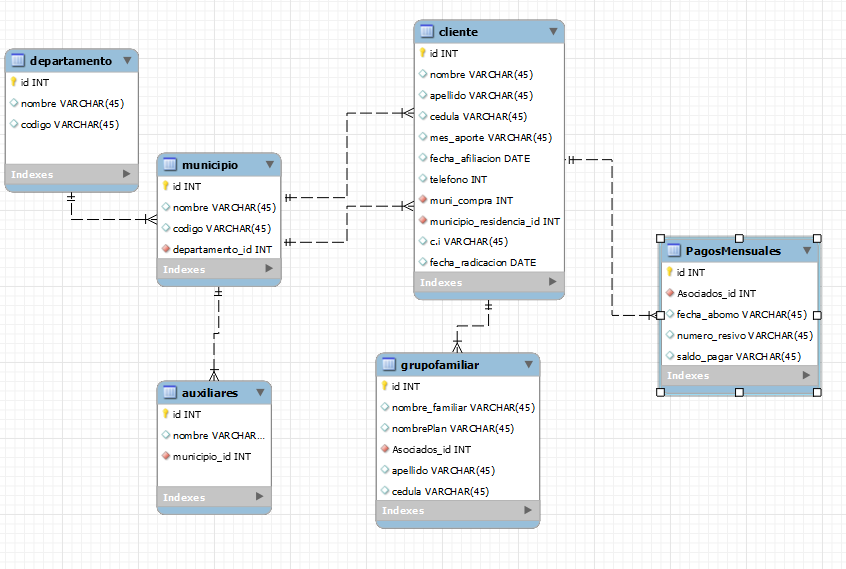 departamento
id INT
nombre VARCHAR(45)
codigo VARCHAR(45)
Indexes
municipio
id INT
nombre VARCHAR(45)
codigo VARCHAR(45)
departamento_id INT
Indexes
auxiliares
id INT
nombre VARCHAR...
municipio_id INT
Indexes
cliente
id INT
nombre VARCHAR(45)
apellido VARCHAR(45)
cedula VARCHAR(45)
mes_aporte VARCHAR(45)
fecha_afiliacion DATE
telefono INT
muni_compra INT
municipio_residencia_id INT
c.i VARCHAR(45)
fecha_radicacion DATE
Indexes
grupofamiliar
id INT
nombre_familiar VARCHAR(45)
nombrePlan VARCHAR(45)
Asociados_id INT
apellido VARCHAR(45)
cedula VARCHAR(45)
Indexes
PagosMensuales
id INT
Asociados_id INT
fecha_abomo VARCHAR(45)
numero_resivo VARCHAR(45)
saldo_pagar VARCHAR(45)
Indexes